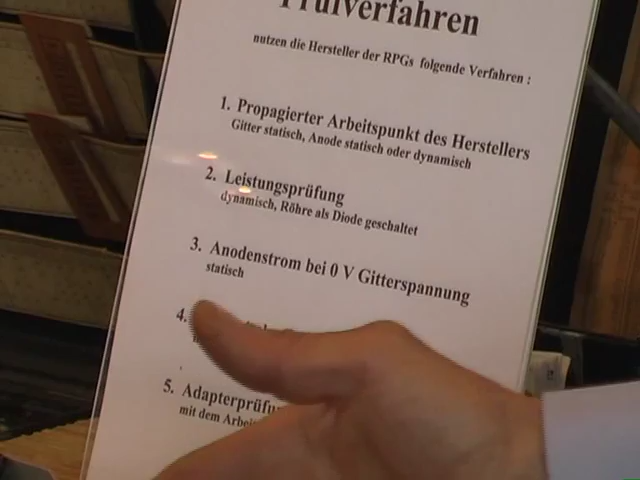 Prüfverfahren
nutzen die Hersteller der RPGs folgende Verfahren :
1. Propagierter Arbeitspunkt des Herstellers
Gitter statisch, Anode statisch oder dynamisch
2. Leistungsprüfung
dynamisch, Röhre als Diode geschaltet
3. Anodenstrom bei 0 V Gitterspannung
statisch
4.
5. Adapterprüfu
mit dem Arbei